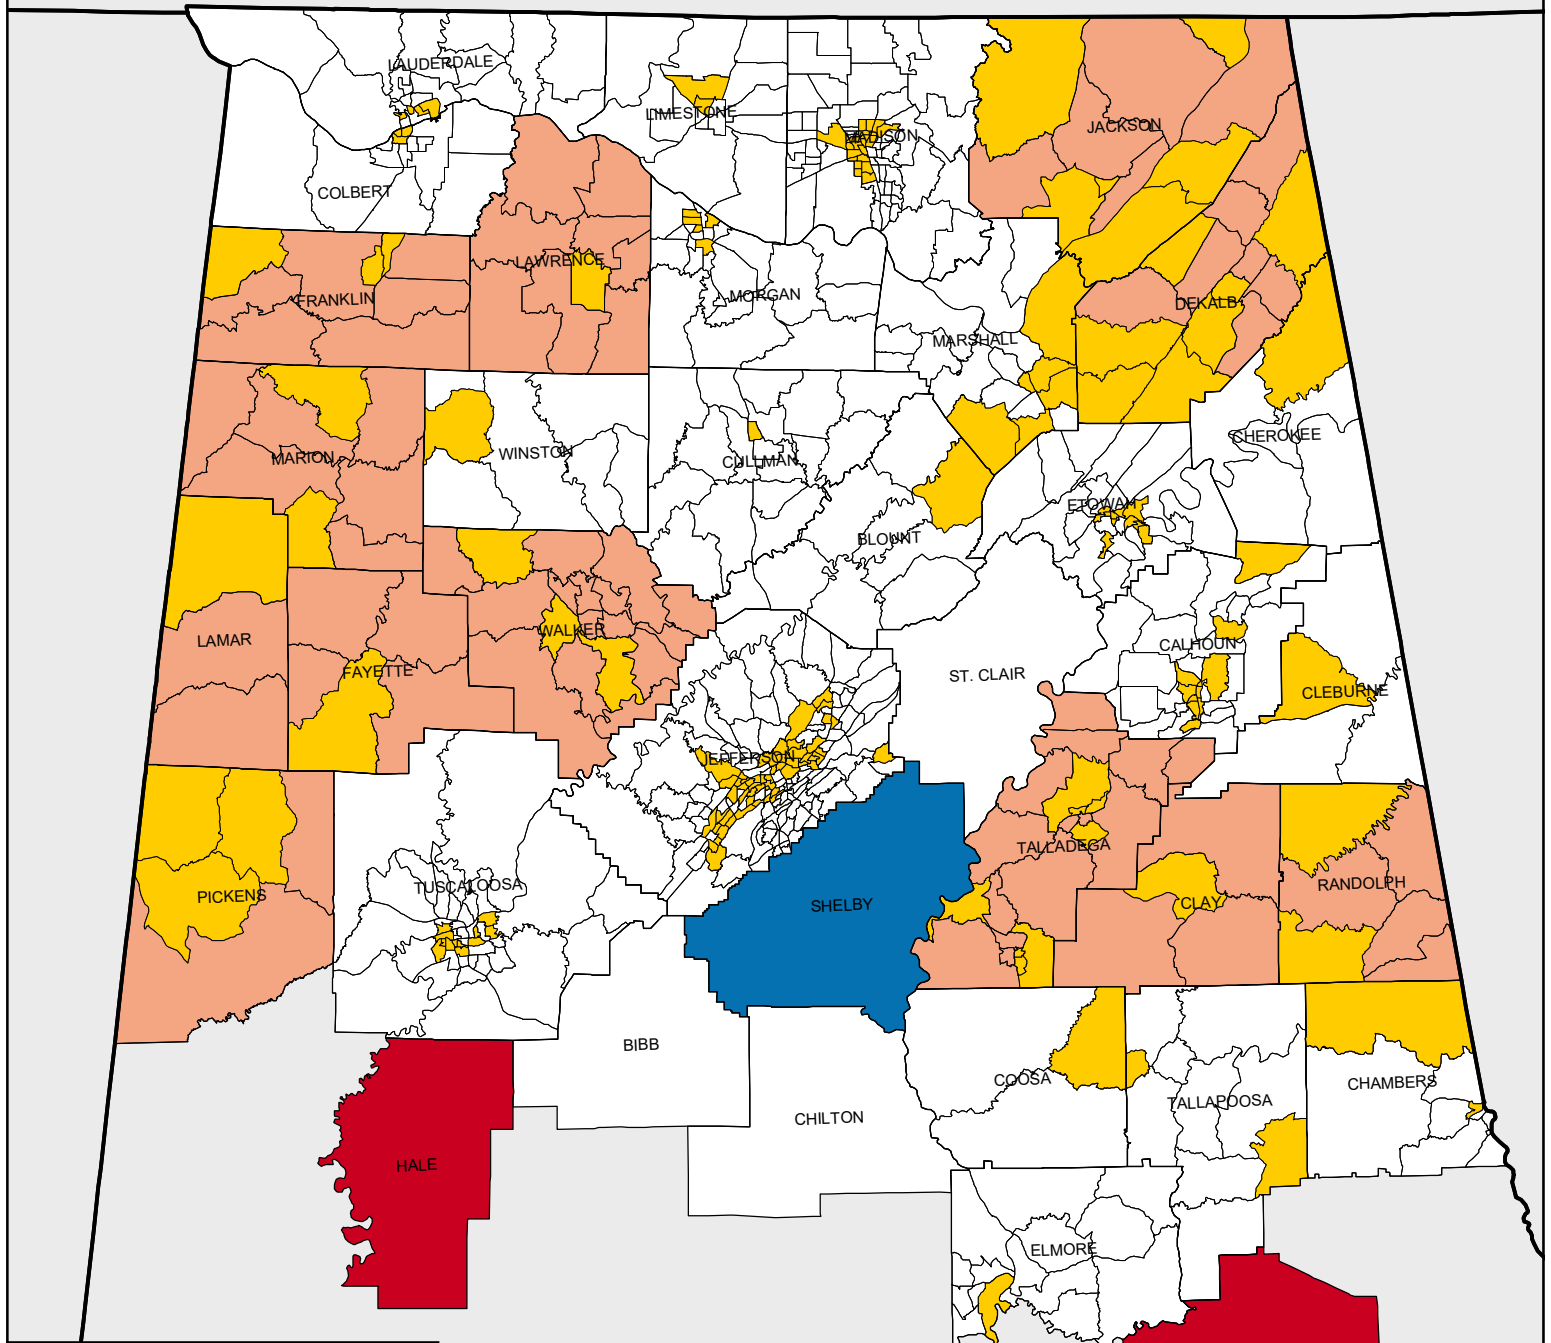 LAUDERDALE
LIMESTONE
MADISON
JACKSON
COLBERT
LAWRENCE
FRANKLIN
MORGAN
DEKALB
MARSHALL
MARION
WINSTON
CULLMAN
CHEROKEE
ETOWAH
BLOUNT
LAMAR
WALKER
FAYETTE
CALHOUN
ST. CLAIR
CLEBURNE
JEFFERSON
TALLADEGA
PICKENS
TUSCALOOSA
SHELBY
CLAY
RANDOLPH
BIBB
COOSA
CHAMBERS
TALLAPOOSA
CHILTON
HALE
ELMORE